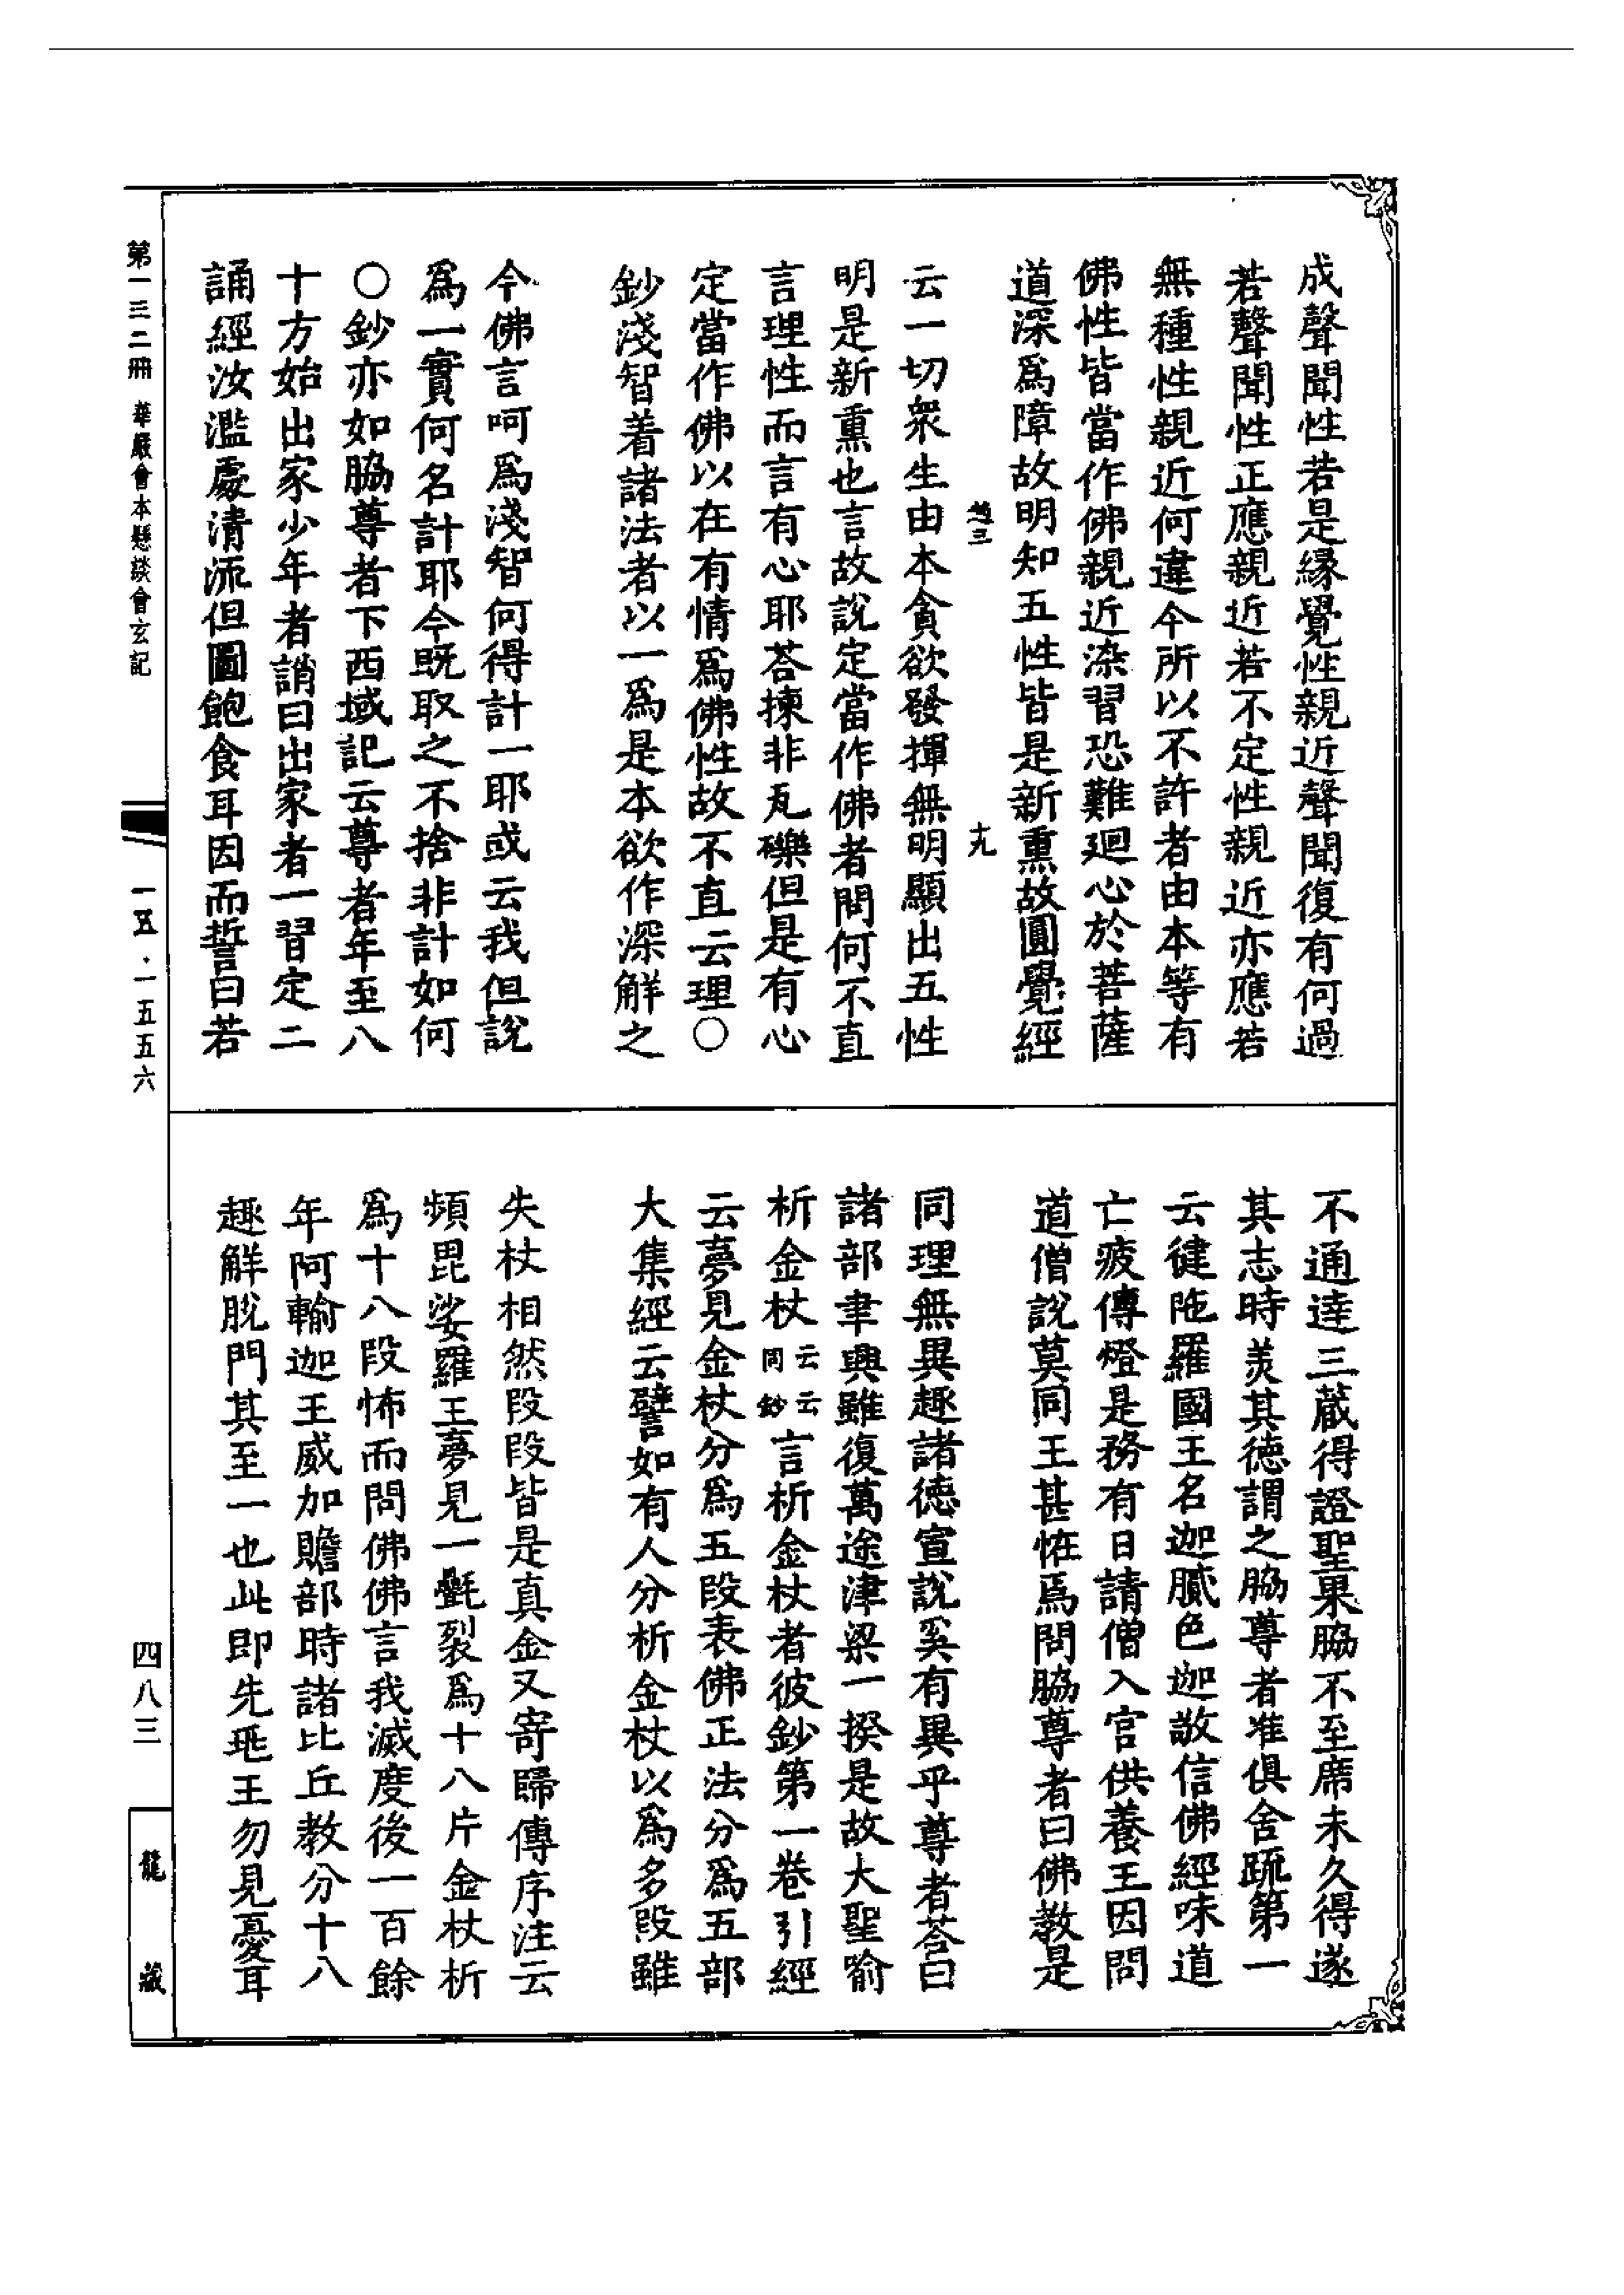 成聲聞性若是緣覺性親近聲聞復有何過
若聲聞性正應親近若不定性親近亦應若
無種性親近何違今所以不許者由本等有
佛性皆當作佛親近染習恐難迴心於菩薩
道深爲障故明知五性皆是新熏故圓覺經
趙三
十九
云一切衆生由本貪欲發揮無明顯出五性
明是新熏也言故說定當作佛者問何不直
言理性而言有心耶荅揀非瓦礫但是有心
定當作佛以在有情爲佛性故不直云理○
鈔淺智着諸法者以一爲是本欲作深解之
今佛言呵爲淺智何得計一耶或云我但說
爲一實何名計耶今既取之不捨非計如何
○鈔亦如脇尊者下西域記云尊者年至八
十方始出家少年者誚曰出家者一習定二
誦經汝濫處清流但圖飽食耳因而誓曰若
不通達三蔵得證聖果脇不至席未久得遂
其志時羡其徳謂之脇尊者准俱舍䟽第一
云健陁羅國王名迦膩色迦敬信佛經味道
亡疲傳燈是務有日請僧入宮供養王因問
道僧說莫同王甚恠焉問脇尊者曰佛教是
同理無異趣諸徳宣說奚有異乎尊者荅曰
諸部聿興雖復萬途津梁一揆是故大聖喻
析金杖云云同鈔言析金杖者彼鈔第一卷引經
云夢見金杖分爲五段表佛正法分爲五部
大集經云譬如有人分析金杖以爲多段雖
失杖相然段段皆是真金又寄歸傳序注云
頻毘娑羅王夢見一㲲裂爲十八片金杖析
爲十八段怖而問佛佛言我滅度後一百餘
年阿輸迦王威加贍部時諸比丘教分十八
趣解脫門其至一也此即先兆王勿見憂耳
第一三二冊 華嚴會本懸談會玄記
一五·一五五六
四八三
龍藏